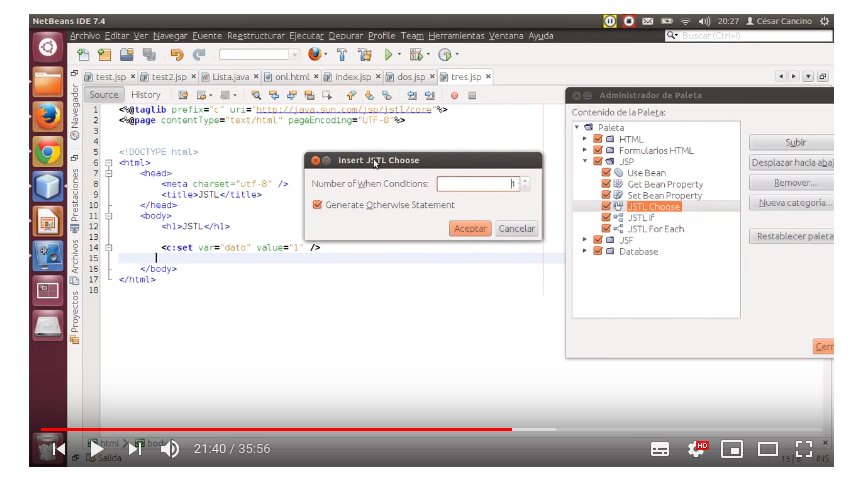 NetBeans IDE 7.4
20:27 César Cancino
Archivo Editar Ver Navegar Fuente Reestructurar Ejecutar Depurar Profile Team Herramientas Ventana Ayuda
Buscar (Ctrl+I)
test.jsp test2.jsp Lista.java onl.html index.jsp dos.jsp tres.jsp
Source History
Navegador
Prestaciones
Archivos
Proyectos
1 <%@taglib prefix="c" uri="http://java.sun.com/jsp/jstl/core"%>
2 <%@page contentType="text/html" pageEncoding="UTF-8"%>
3
4
5 <!DOCTYPE html>
6 <html>
7 <head>
8 <meta charset="utf-8" />
9 <title>JSTL</title>
10 </head>
11 <body>
12 <h1>JSTL</h1>
13
14 <c:set var="dato" value="1" />
15
16 </body>
17 </html>
18
Insert JSTL Choose
Number of When Conditions: 1
Generate Otherwise Statement
Aceptar Cancelar
Administrador de Paleta
Contenido de la Paleta:
Paleta
HTML
Formularios HTML
JSP
Use Bean
Get Bean Property
Set Bean Property
JSTL Choose
JSTL If
JSTL For Each
JSF
Database
Subir
Desplazar hacia abaj
Remover...
Nueva categoría...
Restablecer paleta
Cerr
html body
Salida
21:40 / 35:56
HD
INS